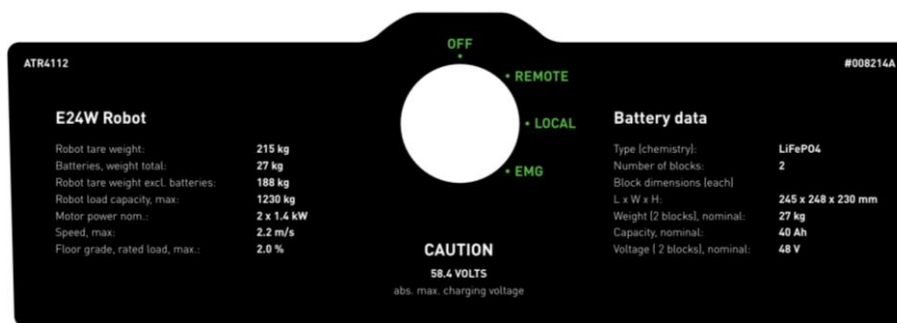 OFF
ATR4112
• REMOTE
#008214A
E24W Robot
• LOCAL
Battery data
Robot tare weight: 215 kg
Type (chemistry): LiFePO4
Batteries, weight total: 27 kg
Number of blocks: 2
• EMG
Robot tare weight excl. batteries: 188 kg
Block dimensions (each)
Robot load capacity, max: 1230 kg
L x W x H: 245 x 248 x 230 mm
Motor power nom.: 2 x 1.4 kW
Weight (2 blocks), nominal: 27 kg
Speed, max: 2.2 m/s
Capacity, nominal: 40 Ah
Floor grade, rated load, max.: 2.0 %
Voltage ( 2 blocks), nominal: 48 V
CAUTION
58.4 VOLTS
abs. max. charging voltage